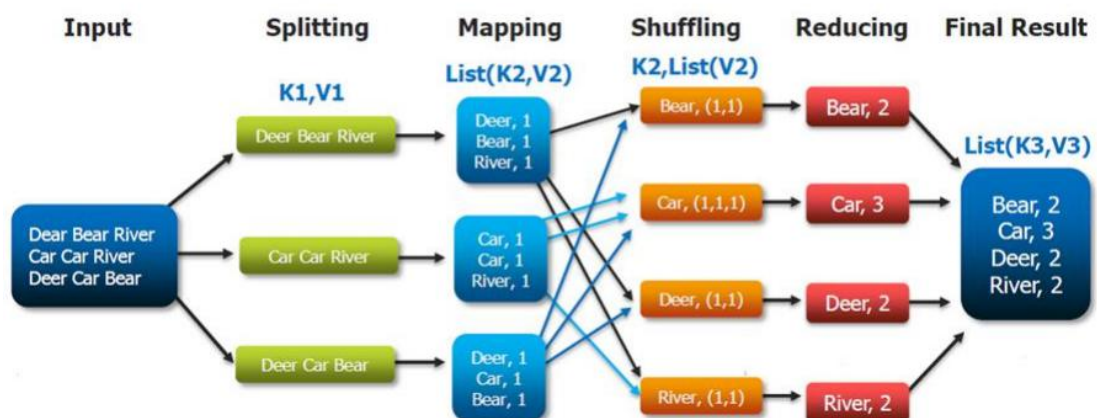 Input
Splitting
Mapping
Shuffling
Reducing
Final Result
K1,V1
List(K2,V2)
K2,List(V2)
List(K3,V3)
Dear Bear River
Car Car River
Deer Car Bear
Deer Bear River
Car Car River
Deer Car Bear
Deer, 1
Bear, 1
River, 1
Car, 1
Car, 1
River, 1
Deer, 1
Car, 1
Bear, 1
Bear, (1,1)
Car, (1,1,1)
Deer, (1,1)
River, (1,1)
Bear, 2
Car, 3
Deer, 2
River, 2
Bear, 2
Car, 3
Deer, 2
River, 2